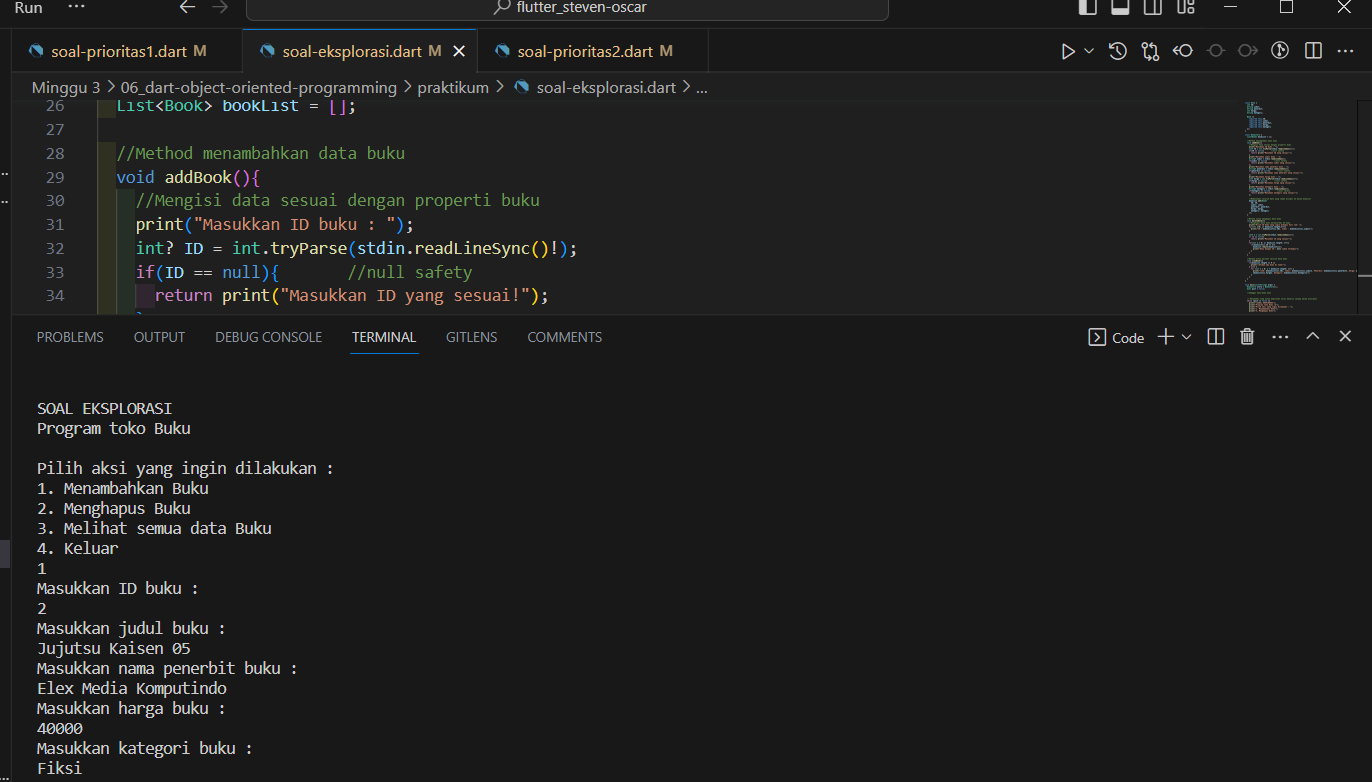 Run ... flutter_steven-oscar
soal-prioritas1.dart M soal-eksplorasi.dart M soal-prioritas2.dart M
Minggu 3 > 06_dart-object-oriented-programming > praktikum > soal-eksplorasi.dart > ...
26 List<Book> bookList = [];
27
28 //Method menambahkan data buku
29 void addBook(){
30 //Mengisi data sesuai dengan properti buku
31 print("Masukkan ID buku : ");
32 int? ID = int.tryParse(stdin.readLineSync()!);
33 if(ID == null){ //null safety
34 return print("Masukkan ID yang sesuai!");
PROBLEMS OUTPUT DEBUG CONSOLE TERMINAL GITLENS COMMENTS Code
SOAL EKSPLORASI
Program toko Buku
Pilih aksi yang ingin dilakukan :
1. Menambahkan Buku
2. Menghapus Buku
3. Melihat semua data Buku
4. Keluar
1
Masukkan ID buku :
2
Masukkan judul buku :
Jujutsu Kaisen 05
Masukkan nama penerbit buku :
Elex Media Komputindo
Masukkan harga buku :
40000
Masukkan kategori buku :
Fiksi